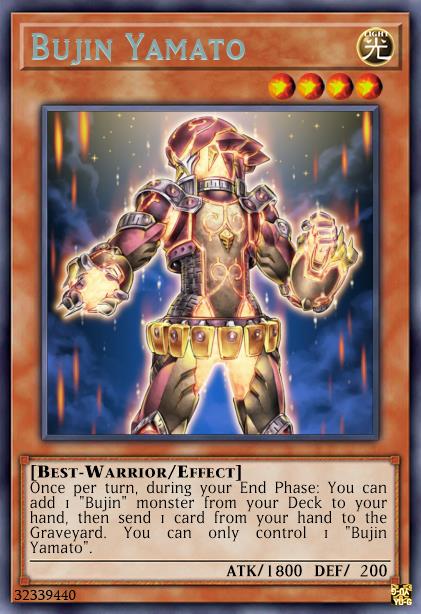 Bujin Yamato
LIGHT
光
[Best-Warrior/Effect]
Once per turn, during your End Phase: You can
add 1 "Bujin" monster from your Deck to your
hand, then send 1 card from your hand to the
Graveyard. You can only control 1 "Bujin
Yamato".
ATK/1800 DEF/ 200
32339440